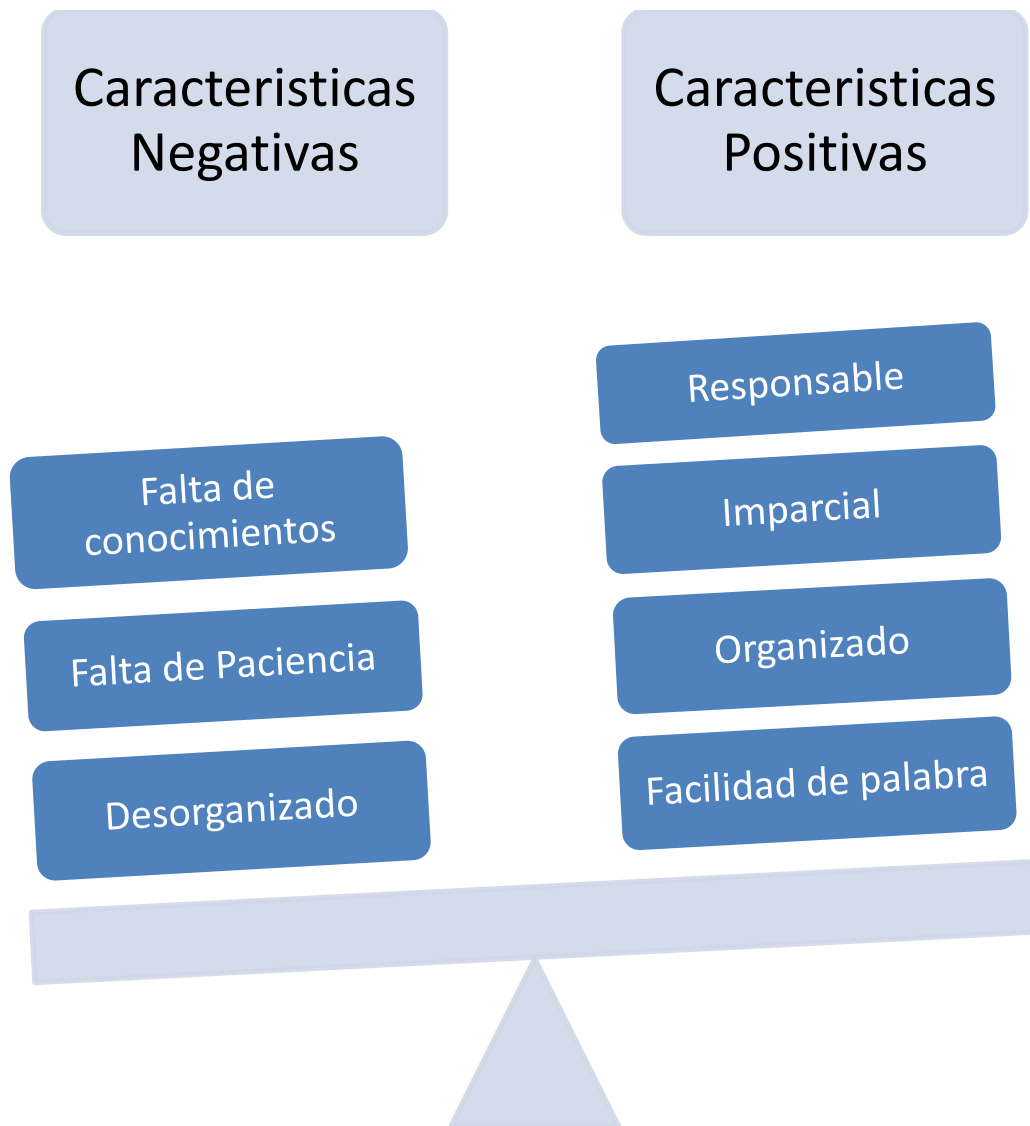 Caracteristicas
Negativas
Caracteristicas
Positivas
Falta de
conocimientos
Falta de Paciencia
Desorganizado
Responsable
Imparcial
Organizado
Facilidad de palabra